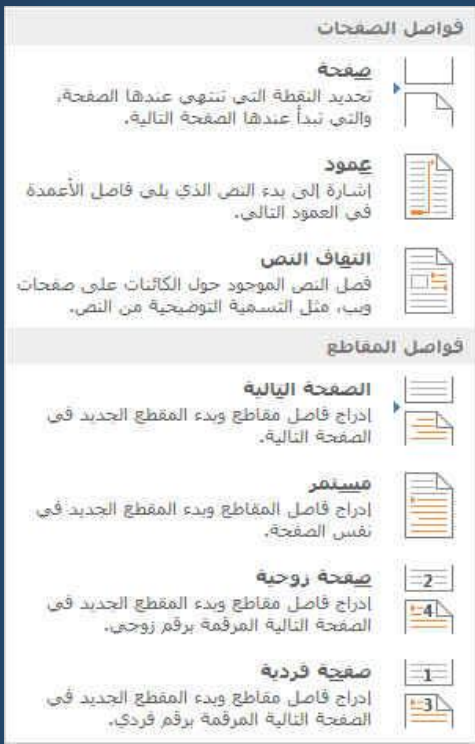 فواصل الصفحات
صفحة
تحديد النقطة التي تنتهي عندها الصفحة،
والتي تبدأ عندها الصفحة التالية.
عمود
إشارة إلى بدء النص الذي يلي فاصل الأعمدة
في العمود التالي.
التفاف النص
فصل النص الموجود حول الكائنات على صفحات
ويب، مثل التسمية التوضيحية من النص.
فواصل المقاطع
الصفحة التالية
إدراج فاصل مقاطع وبدء المقطع الجديد في
الصفحة التالية.
مستمر
إدراج فاصل المقاطع وبدء المقطع الجديد في
نفس الصفحة.
صفحة زوجية
2
إدراج فاصل مقاطع وبدء المقطع الجديد في
4
الصفحة التالية المرقمة برقم زوجي.
صفحة فردية
1
إدراج فاصل مقاطع وبدء المقطع الجديد في
3
الصفحة التالية المرقمة برقم فردي.